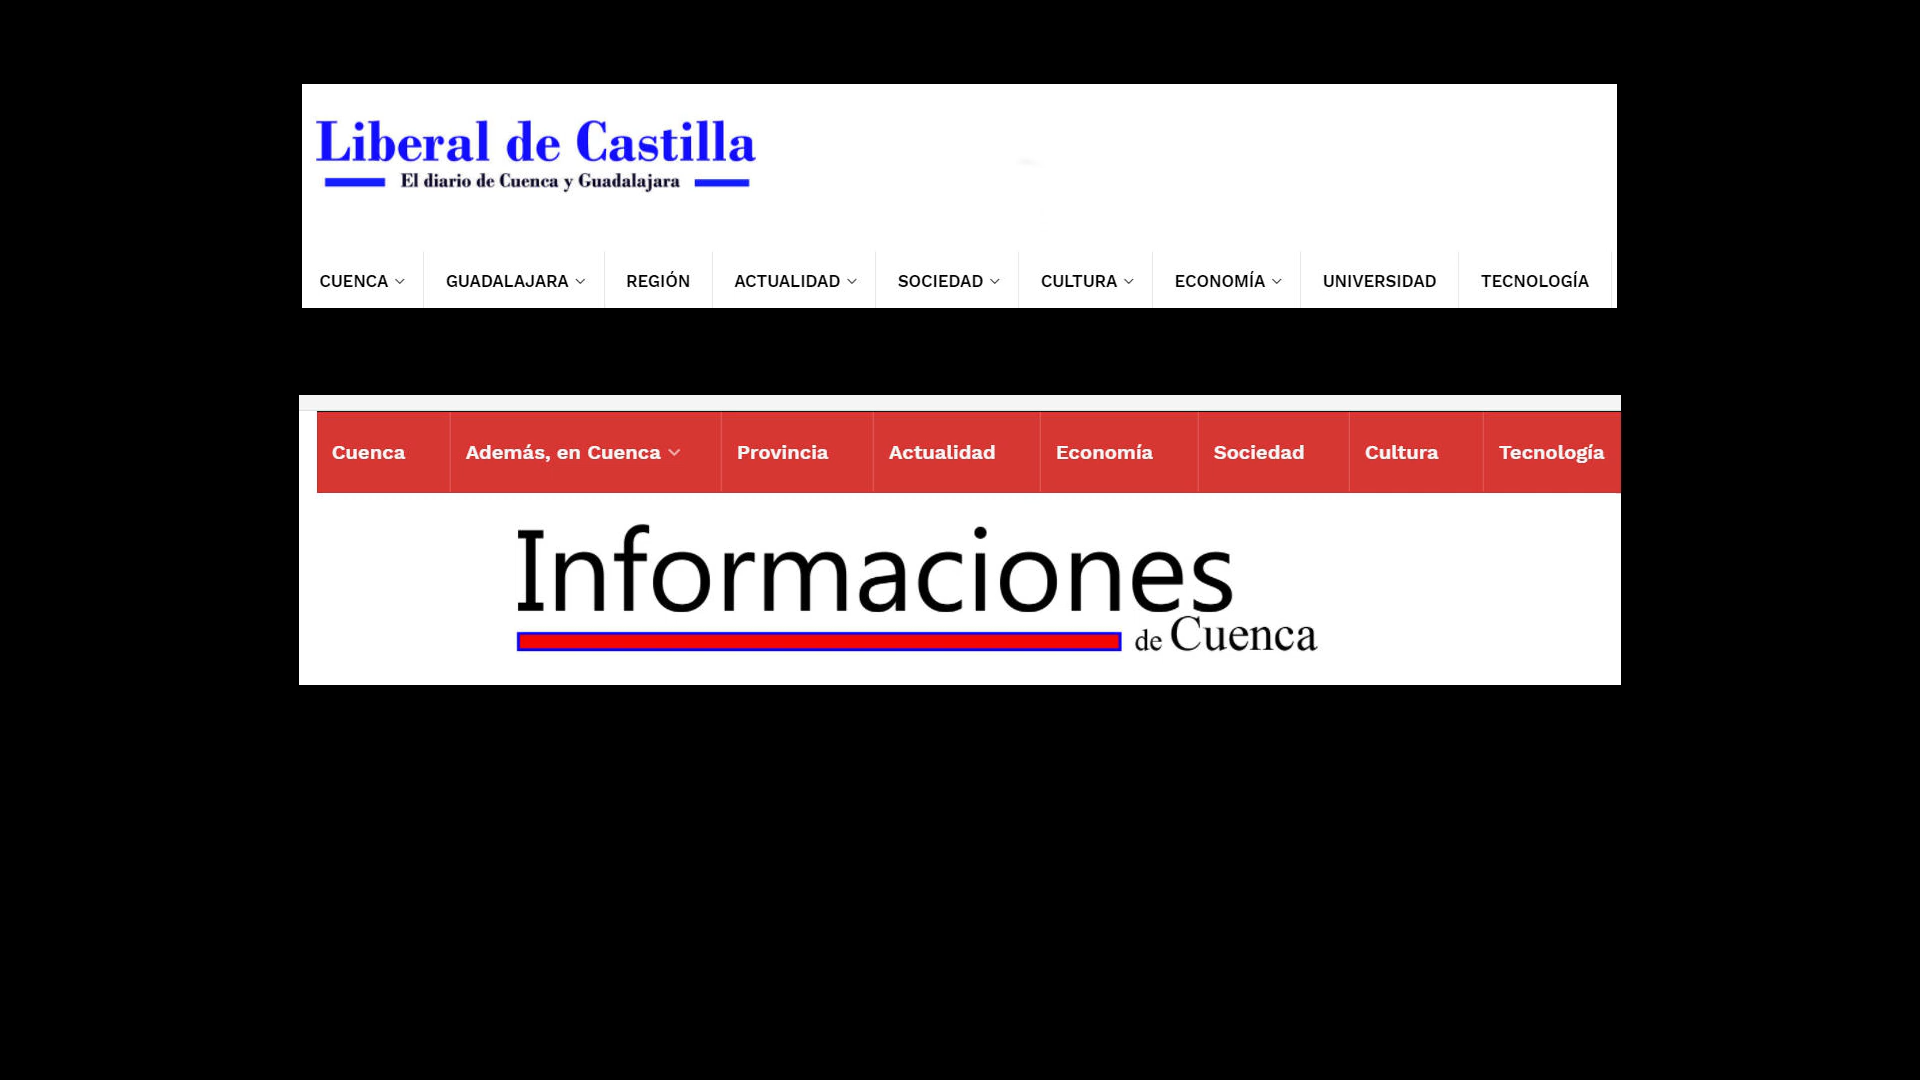 Liberal de Castilla
El diario de Cuenca y Guadalajara
CUENCA GUADALAJARA REGIÓN ACTUALIDAD SOCIEDAD CULTURA ECONOMÍA UNIVERSIDAD TECNOLOGÍA
Cuenca Además, en Cuenca Provincia Actualidad Economía Sociedad Cultura Tecnología
Informaciones
de Cuenca